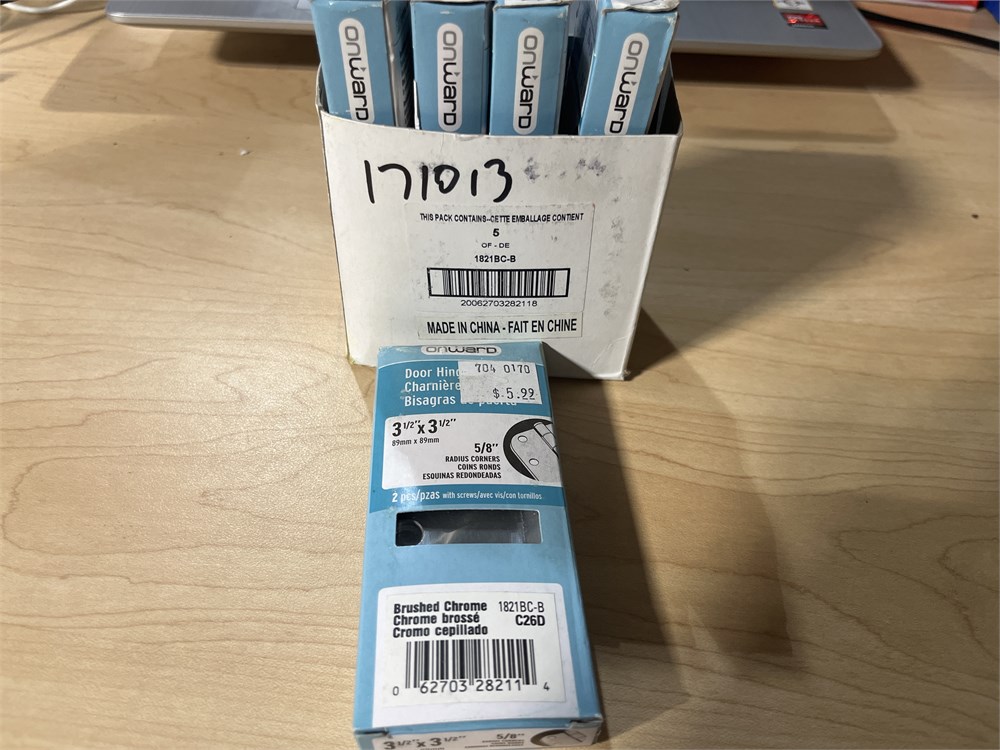 onward
onward
onward
onward
171013
THIS PACK CONTAINS--CETTE EMBALLAGE CONTIENT
5
OF - DE
1821BC-B
20062703282118
MADE IN CHINA - FAIT EN CHINE
onward
Door Hing
704 0170
Charnière
$5.99
Bisagras
3 1/2" x 3 1/2"
89mm x 89mm
5/8"
RADIUS CORNERS
COINS RONDS
ESQUINAS REDONDEADAS
2 pcs/pzas with screws/avec vis/con tornillos
Brushed Chrome 1821BC-B
Chrome brossé C26D
Cromo cepillado
0 62703 28211 4
3 1/2" x 3 1/2" 5/8"